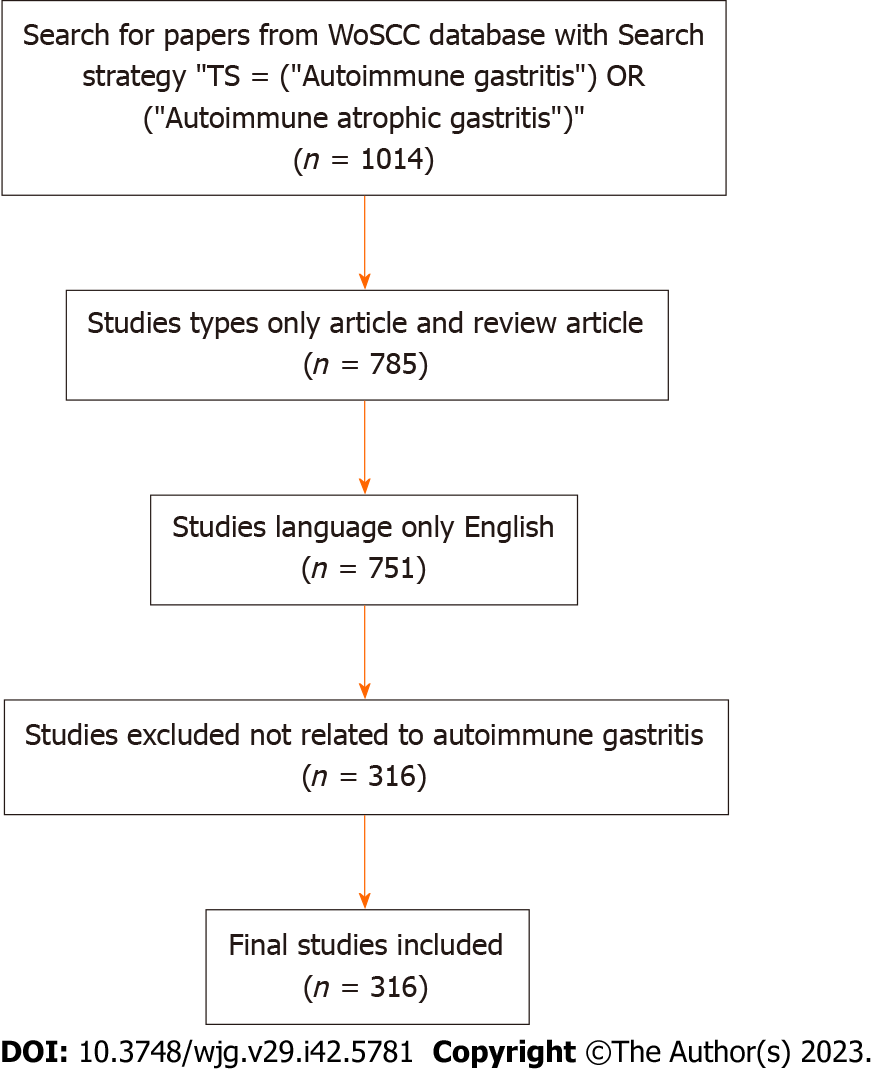 Search for papers from WoSCC database with Search
strategy "TS = ("Autoimmune gastritis") OR
("Autoimmune atrophic gastritis")"
(n = 1014)
Studies types only article and review article
(n = 785)
Studies language only English
(n = 751)
Studies excluded not related to autoimmune gastritis
(n = 316)
Final studies included
(n = 316)
DOI: 10.3748/wjg.v29.i42.5781 Copyright ©The Author(s) 2023.